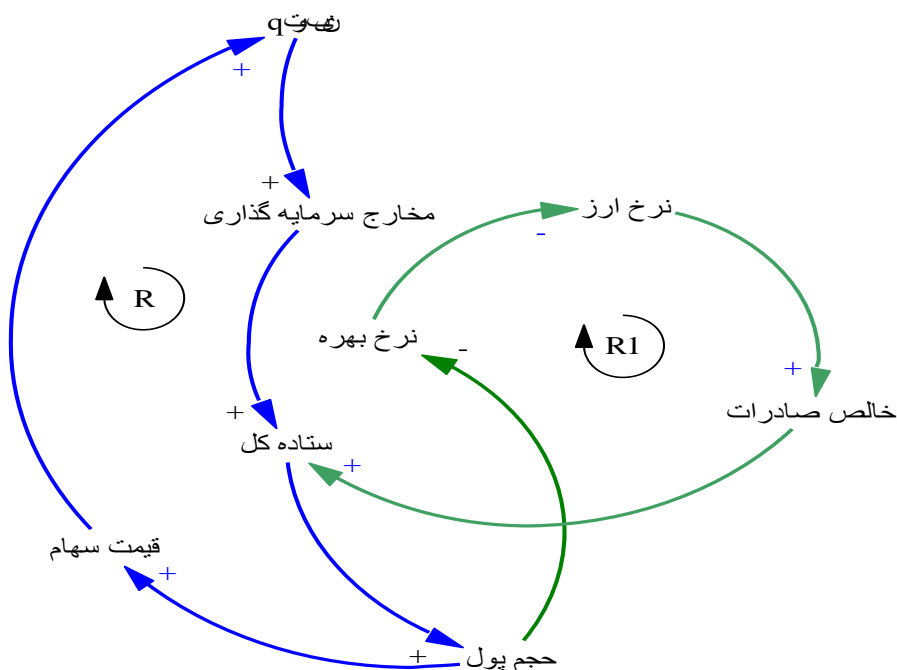 q
+
+
مخارج سرمایه گذاری
نرخ ارز
-
R
نرخ بهره
-
R1
+
خالص صادرات
+
ستاده کل
+
قیمت سهام
+
+
حجم پول